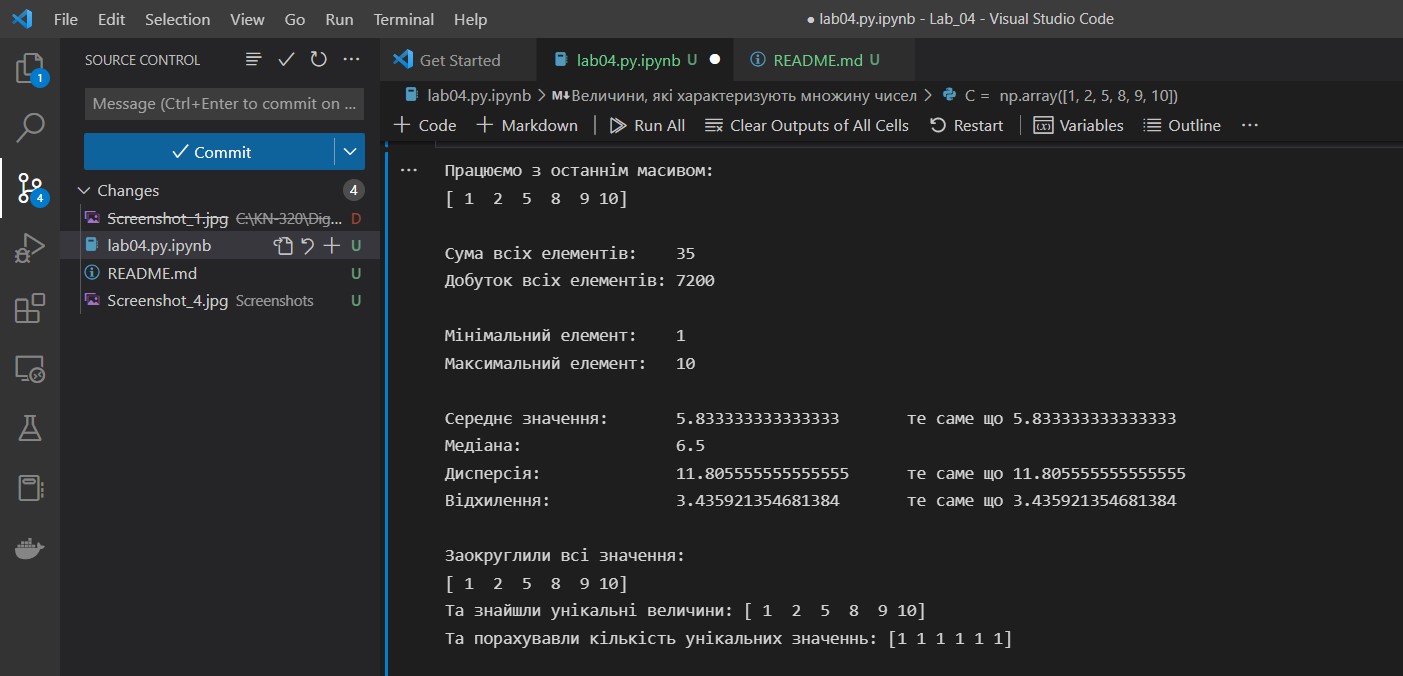 File Edit Selection View Go Run Terminal Help
● lab04.py.ipynb - Lab_04 - Visual Studio Code
SOURCE CONTROL
Message (Ctrl+Enter to commit on ...
Commit
Changes 4
Screenshot_1.jpg C:\KN-320\Dig... D
lab04.py.ipynb U
README.md U
Screenshot_4.jpg Screenshots U
1
4
Get Started lab04.py.ipynb U README.md U
lab04.py.ipynb > M↓Величини, які характеризують множину чисел > C = np.array([1, 2, 5, 8, 9, 10])
+ Code + Markdown Run All Clear Outputs of All Cells Restart Variables Outline ...
... Працюємо з останнім масивом:
[ 1  2  5  8  9 10]
Сума всіх елементів: 35
Добуток всіх елементів: 7200
Мінімальний елемент: 1
Максимальний елемент: 10
Середнє значення: 5.833333333333333 те саме що 5.833333333333333
Медіана: 6.5
Дисперсія: 11.805555555555555 те саме що 11.805555555555555
Відхилення: 3.435921354681384 те саме що 3.435921354681384
Заокруглили всі значення:
[ 1  2  5  8  9 10]
Та знайшли унікальні величини: [ 1  2  5  8  9 10]
Та порахувавли кількість унікальних значеннь: [1 1 1 1 1 1]